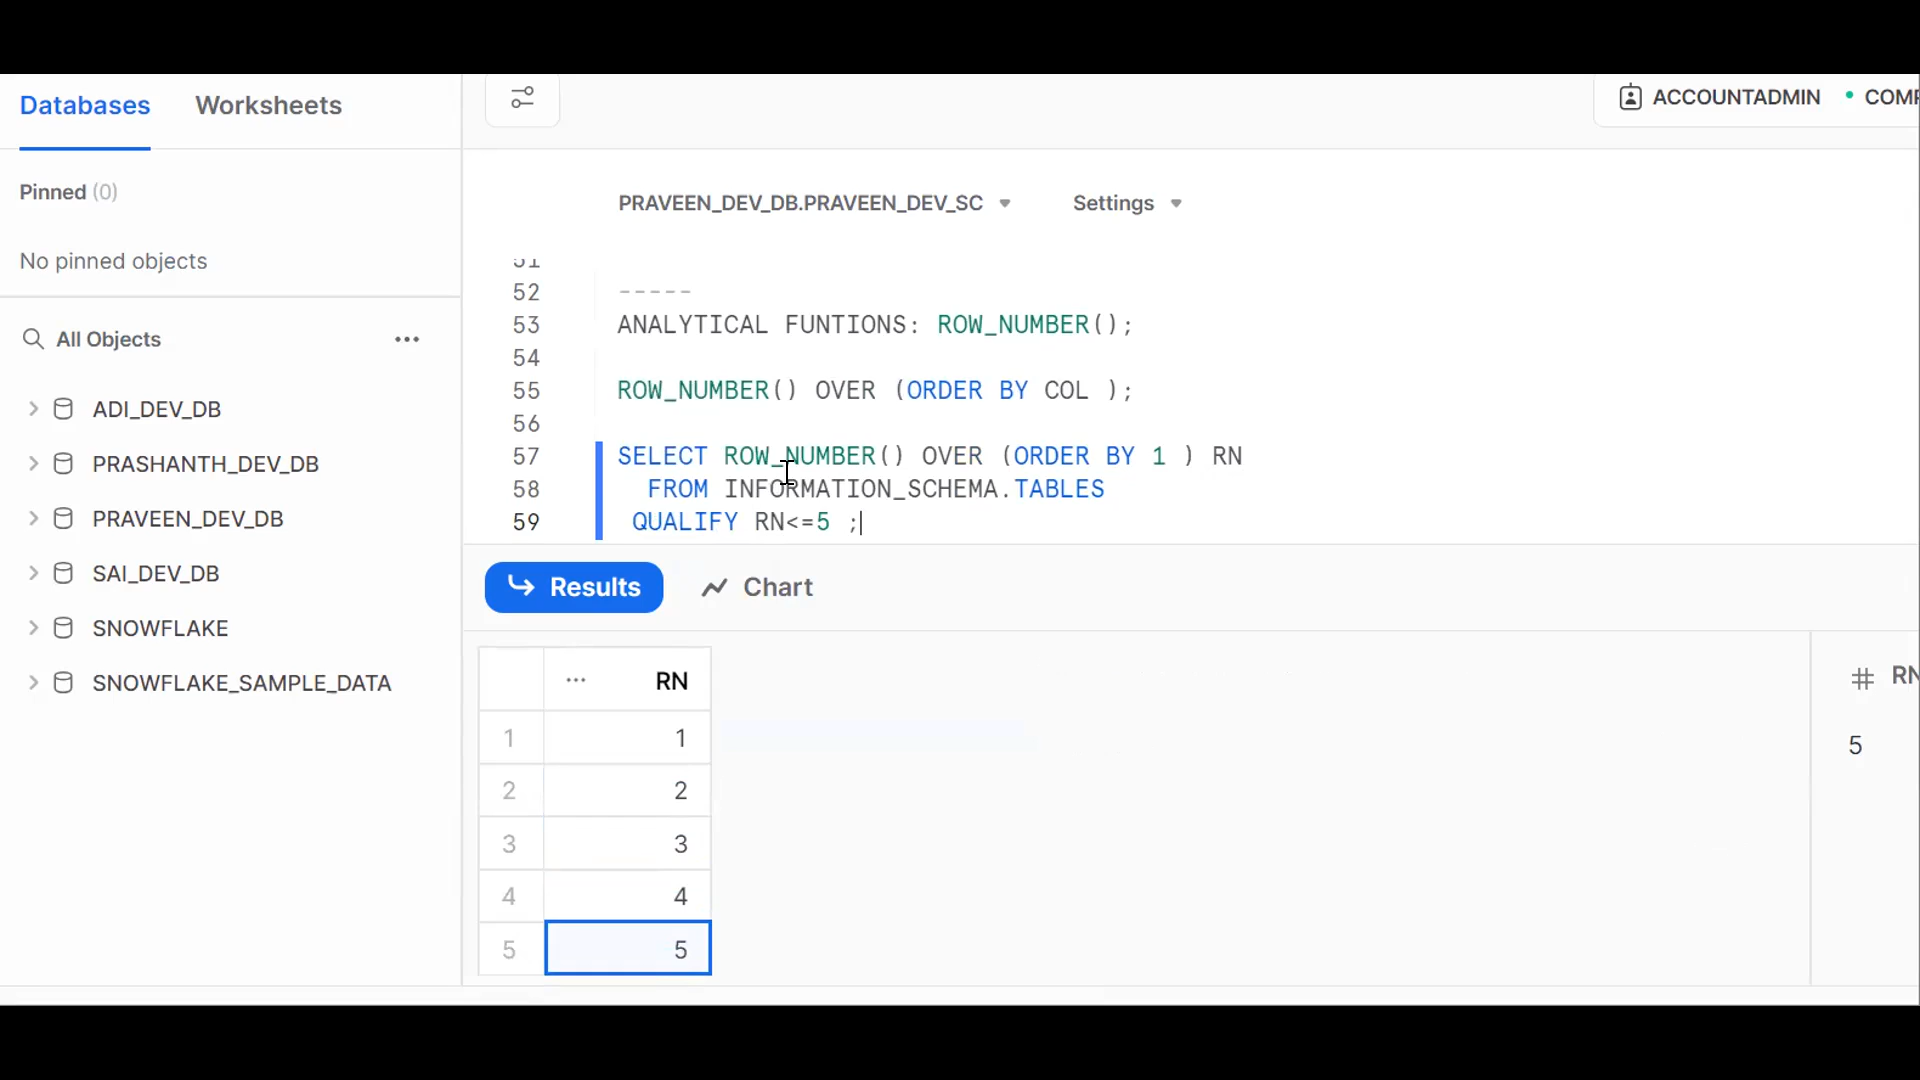 Databases
Worksheets
ACCOUNTADMIN
Pinned (0)
PRAVEEN_DEV_DB.PRAVEEN_DEV_SC
Settings
No pinned objects
All Objects
ADI_DEV_DB
PRASHANTH_DEV_DB
PRAVEEN_DEV_DB
SAI_DEV_DB
SNOWFLAKE
SNOWFLAKE_SAMPLE_DATA
51
52 -----
53 ANALYTICAL FUNTIONS: ROW_NUMBER();
54
55 ROW_NUMBER() OVER (ORDER BY COL );
56
57 SELECT ROW_NUMBER() OVER (ORDER BY 1 ) RN
58 FROM INFORMATION_SCHEMA.TABLES
59 QUALIFY RN<=5 ;
Results
Chart
... RN
1 1
2 2
3 3
4 4
5 5
# RN
5